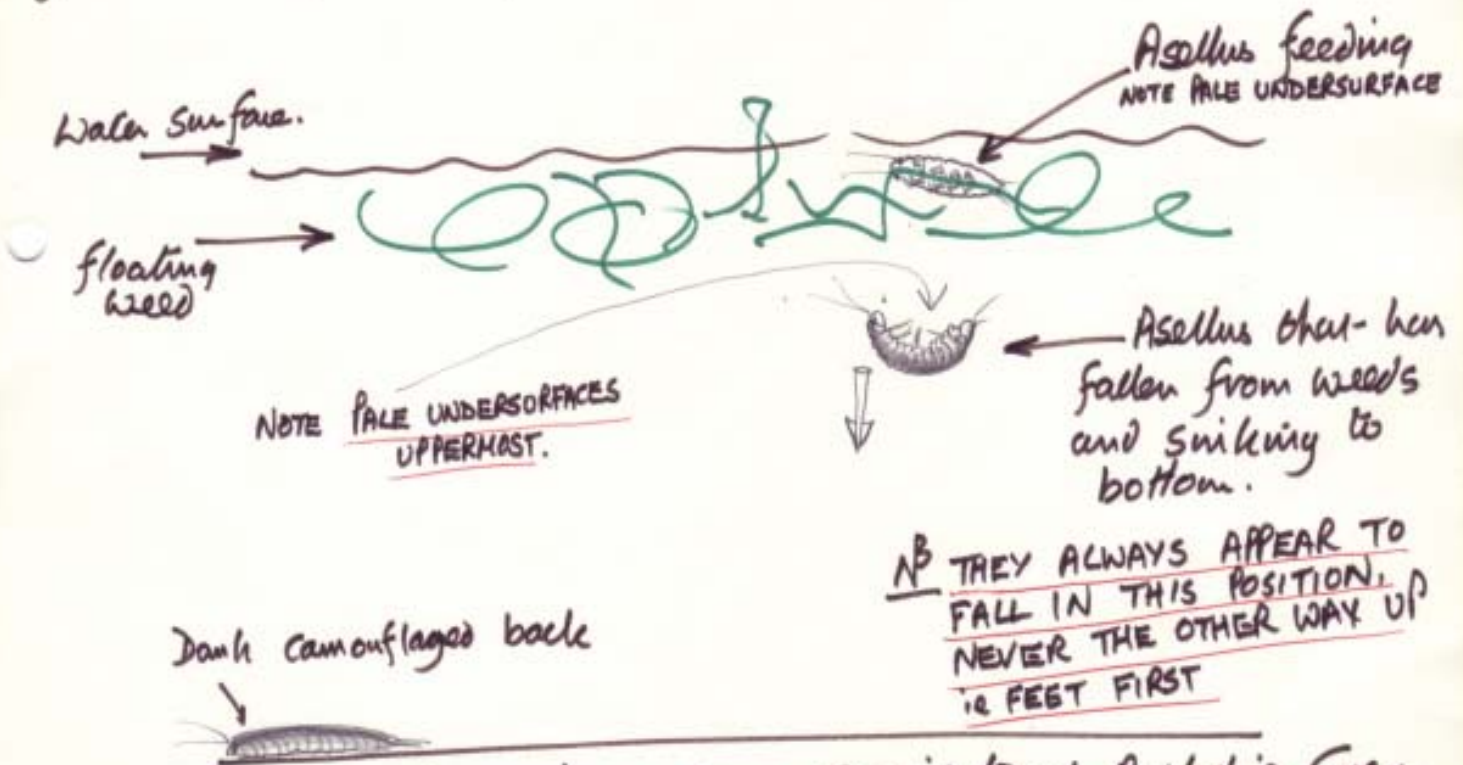 Asellus feeding
NOTE PALE UNDERSURFACE
Water surface.
floating
weed
Asellus that has
fallen from weeds
and sinking to
bottom.
NOTE PALE UNDERSURFACES
UPPERMOST.
NB THEY ALWAYS APPEAR TO
FALL IN THIS POSITION,
NEVER THE OTHER WAY UP
ie FEET FIRST
Dark camouflaged back